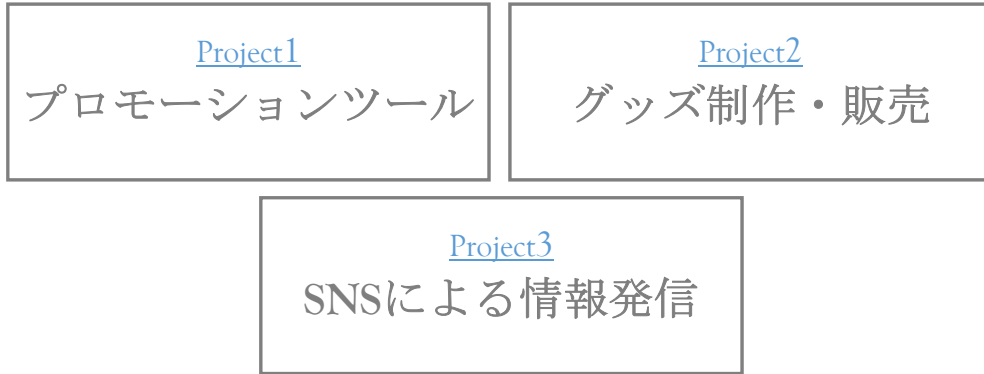 Project1
プロモーションツール
Project2
グッズ制作・販売
Project3
SNSによる情報発信